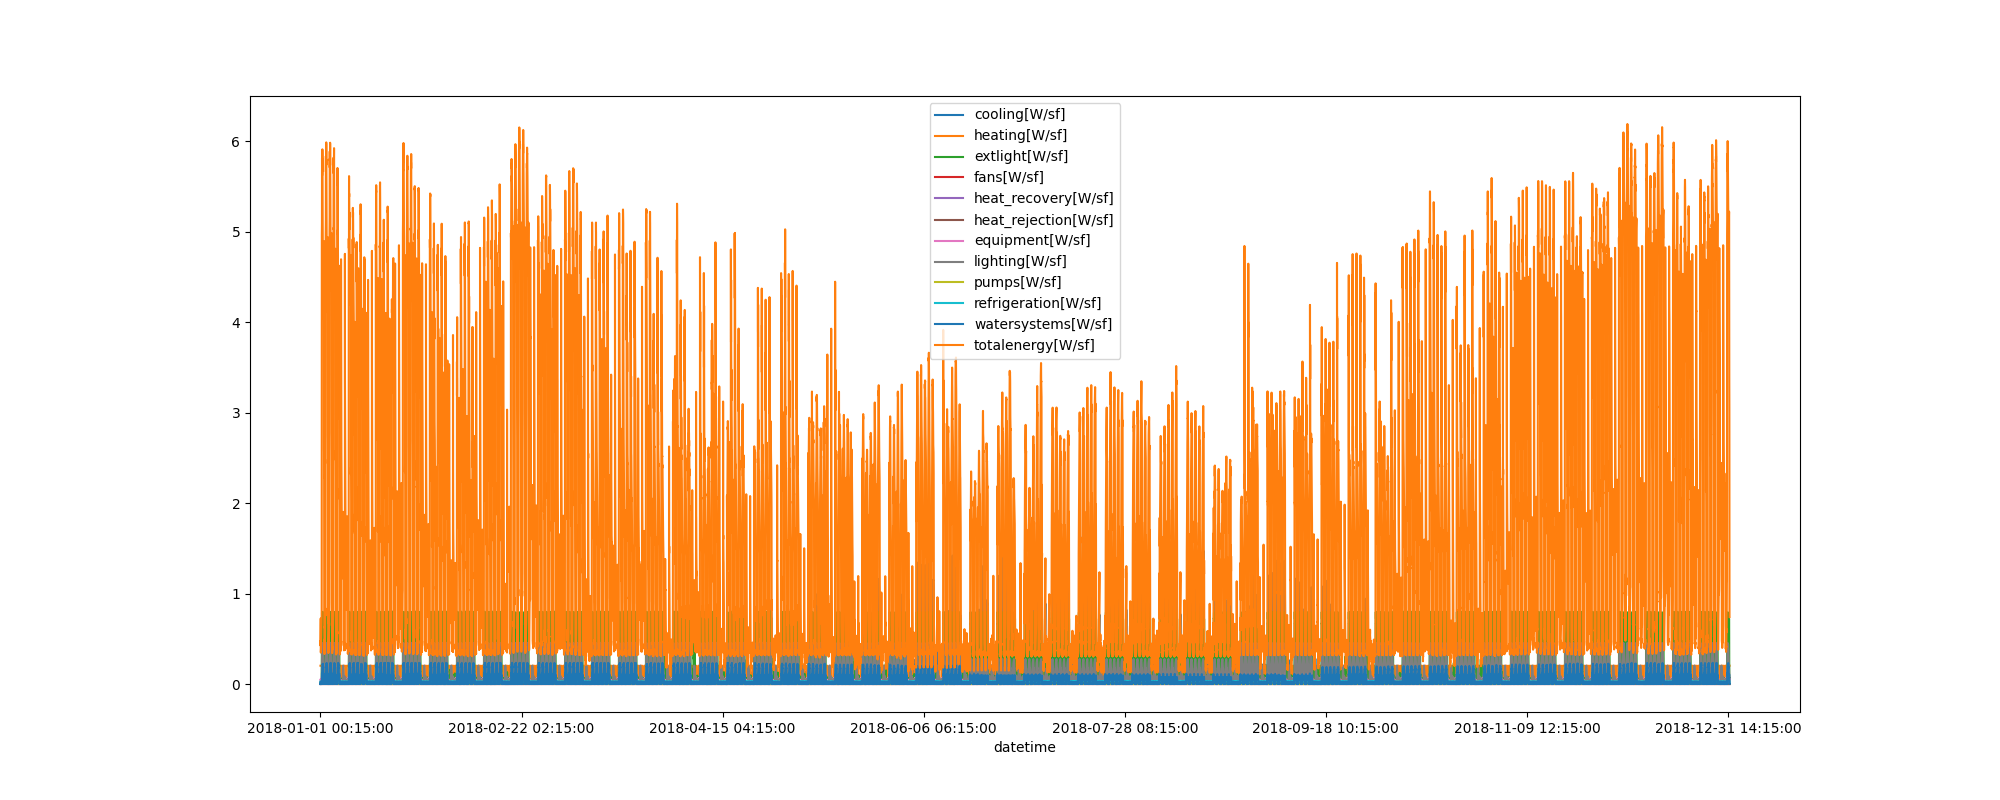 cooling[W/sf]
heating[W/sf]
extlight[W/sf]
fans[W/sf]
heat_recovery[W/sf]
heat_rejection[W/sf]
equipment[W/sf]
lighting[W/sf]
pumps[W/sf]
refrigeration[W/sf]
watersystems[W/sf]
totalenergy[W/sf]
6
5
4
3
2
1
0
2018-01-01 00:15:00
2018-02-22 02:15:00
2018-04-15 04:15:00
2018-06-06 06:15:00
2018-07-28 08:15:00
2018-09-18 10:15:00
2018-11-09 12:15:00
2018-12-31 14:15:00
datetime